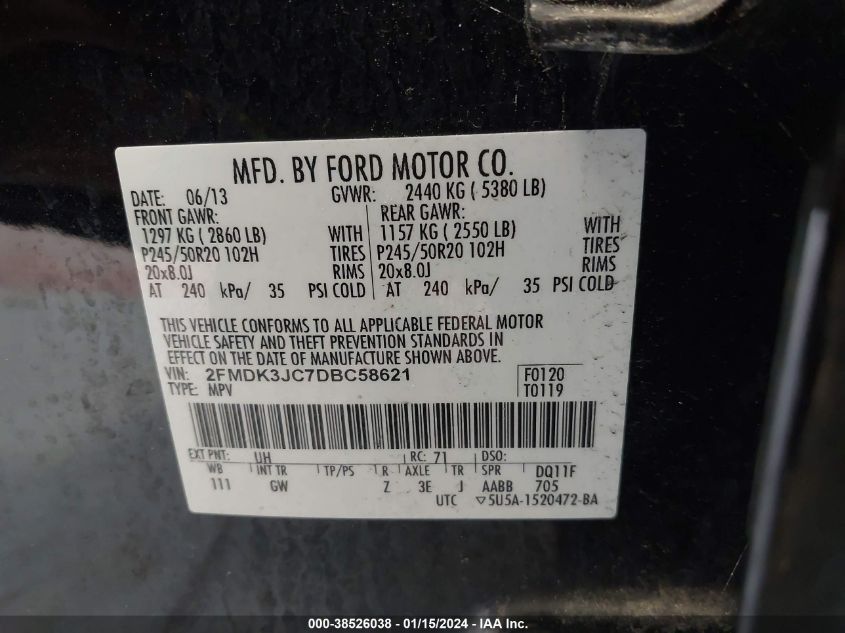 MFD. BY FORD MOTOR CO.
DATE: 06/13 GVWR: 2440 KG ( 5380 LB)
FRONT GAWR: REAR GAWR:
1297 KG ( 2860 LB) WITH 1157 KG ( 2550 LB) WITH
P245/50R20 102H TIRES P245/50R20 102H TIRES
20x8.0J RIMS 20x8.0J RIMS
AT 240 kPa/ 35 PSI COLD AT 240 kPa/ 35 PSI COLD
THIS VEHICLE CONFORMS TO ALL APPLICABLE FEDERAL MOTOR
VEHICLE SAFETY AND THEFT PREVENTION STANDARDS IN
EFFECT ON THE DATE OF MANUFACTURE SHOWN ABOVE.
VIN: 2FMDK3JC7DBC58621 F0120
TYPE: MPV T0119
EXT PNT: UH RC: 71 DSO:
WB INT TR TP/PS R AXLE TR SPR DQ11F
111 GW Z 3E J AABB 705
UTC ▽5U5A-1520472-BA
000-38526038 - 01/15/2024 - IAA Inc.